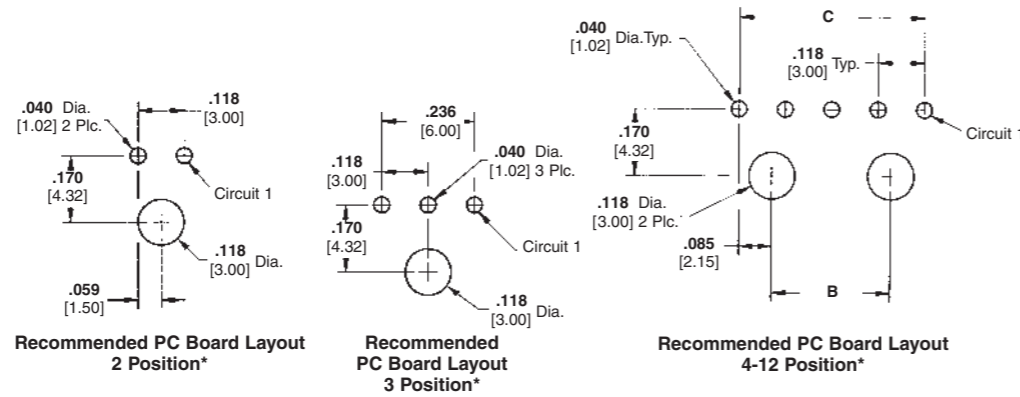 .040 Dia.
[1.02] 2 Plc.
.118
[3.00]
.170
[4.32]
Circuit 1
.118
[3.00] Dia.
.059
[1.50]
Recommended PC Board Layout
2 Position*
.236
[6.00]
.118
[3.00]
.040 Dia.
[1.02] 3 Plc.
.170
[4.32]
Circuit 1
.118
[3.00] Dia.
Recommended
PC Board Layout
3 Position*
C
.040
[1.02] Dia.Typ.
.118
[3.00] Typ.
.170
[4.32]
Circuit 1
.118 Dia.
[3.00] 2 Plc.
.085
[2.15]
B
Recommended PC Board Layout
4-12 Position*